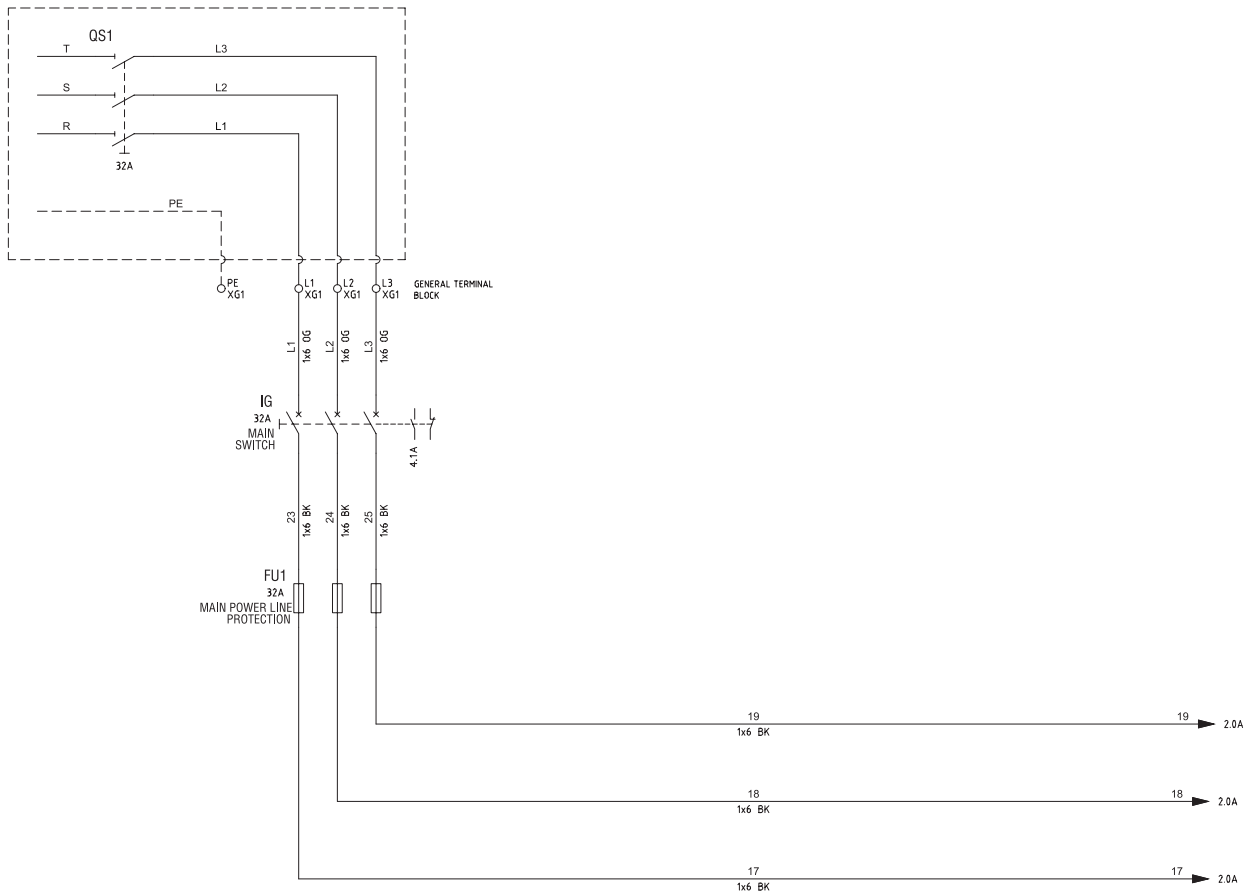 QS1
T L3
S L2
R L1
32A
PE
PE
XG1
L1
XG1
L2
XG1
L3
XG1
GENERAL TERMINAL
BLOCK
L1
1x6 OG
L2
1x6 OG
L3
1x6 OG
IG
32A
MAIN
SWITCH
4.1A
23
1x6 BK
24
1x6 BK
25
1x6 BK
FU1
32A
MAIN POWER LINE
PROTECTION
19 19 2.0A
1x6 BK
18 18 2.0A
1x6 BK
17 17 2.0A
1x6 BK